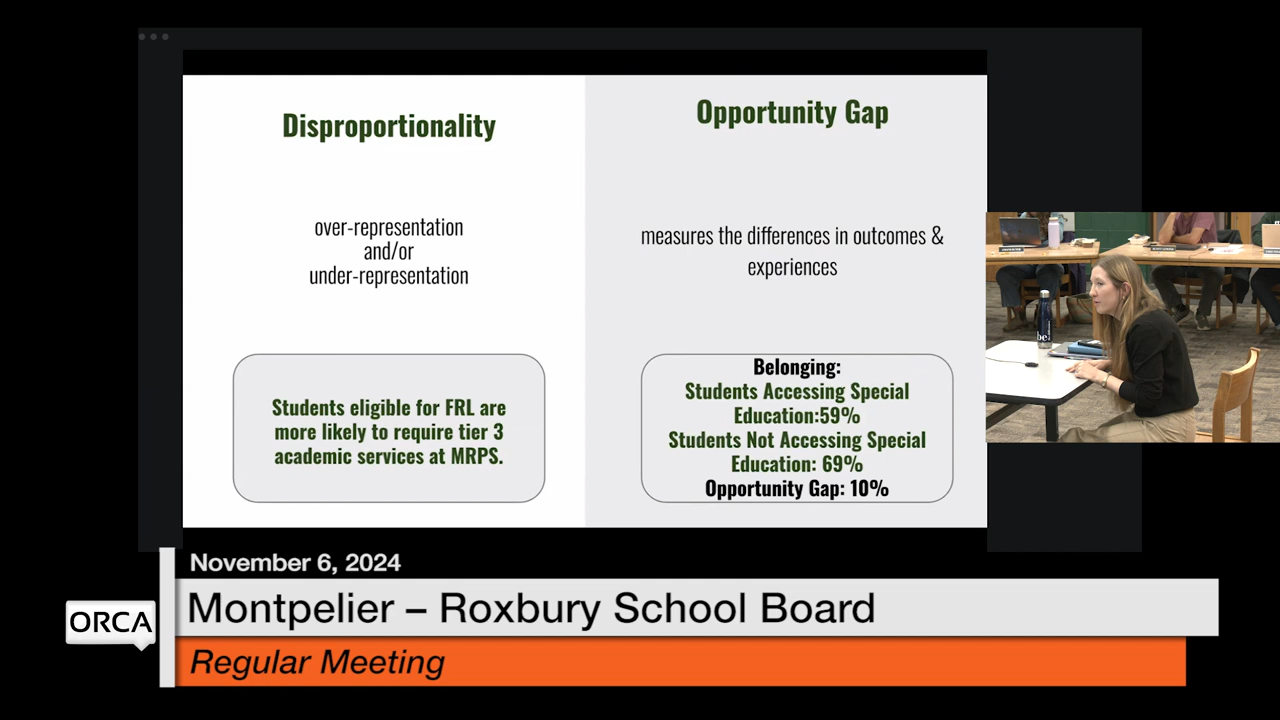 Disproportionality
over-representation
and/or
under-representation
Students eligible for FRL are
more likely to require tier 3
academic services at MRPS.
Opportunity Gap
measures the differences in outcomes &
experiences
Belonging:
Students Accessing Special
Education:59%
Students Not Accessing Special
Education: 69%
Opportunity Gap: 10%
be.
November 6, 2024
Montpelier – Roxbury School Board
ORCA
Regular Meeting